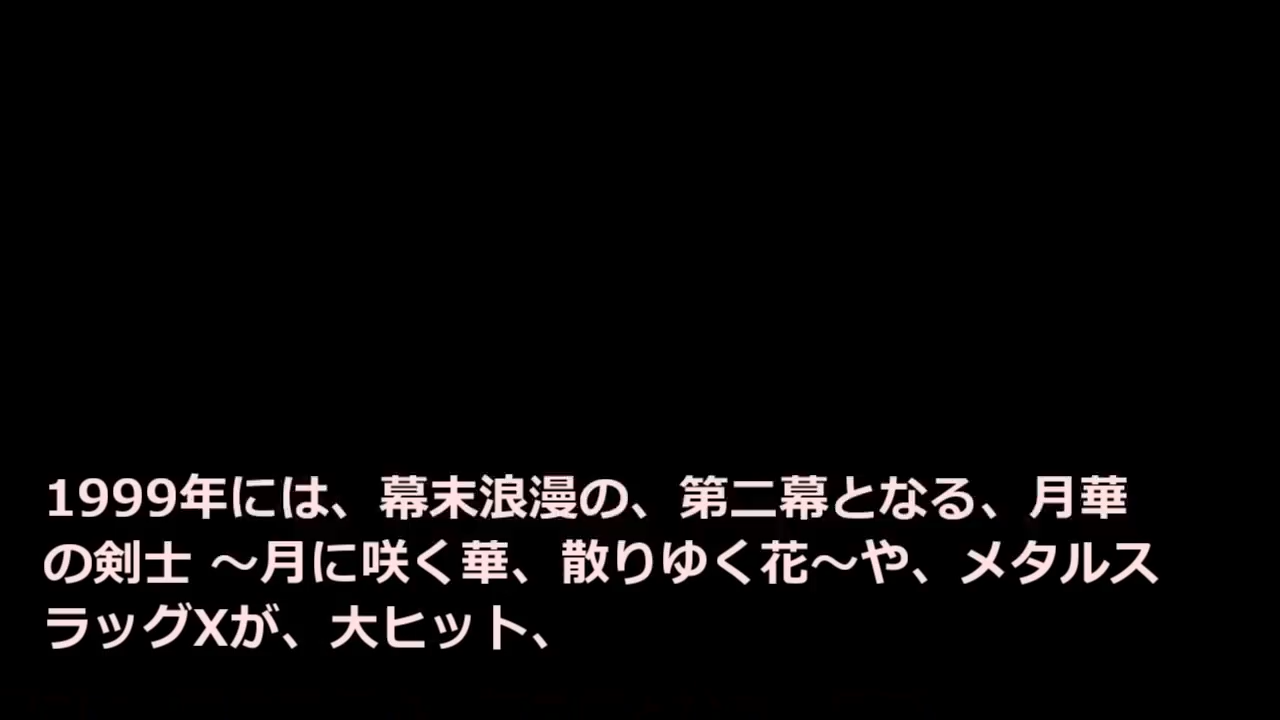 1999年には、幕末浪漫の、第二幕となる、月華
の剣士 ～月に咲く華、散りゆく花～や、メタルス
ラッグXが、大ヒット、